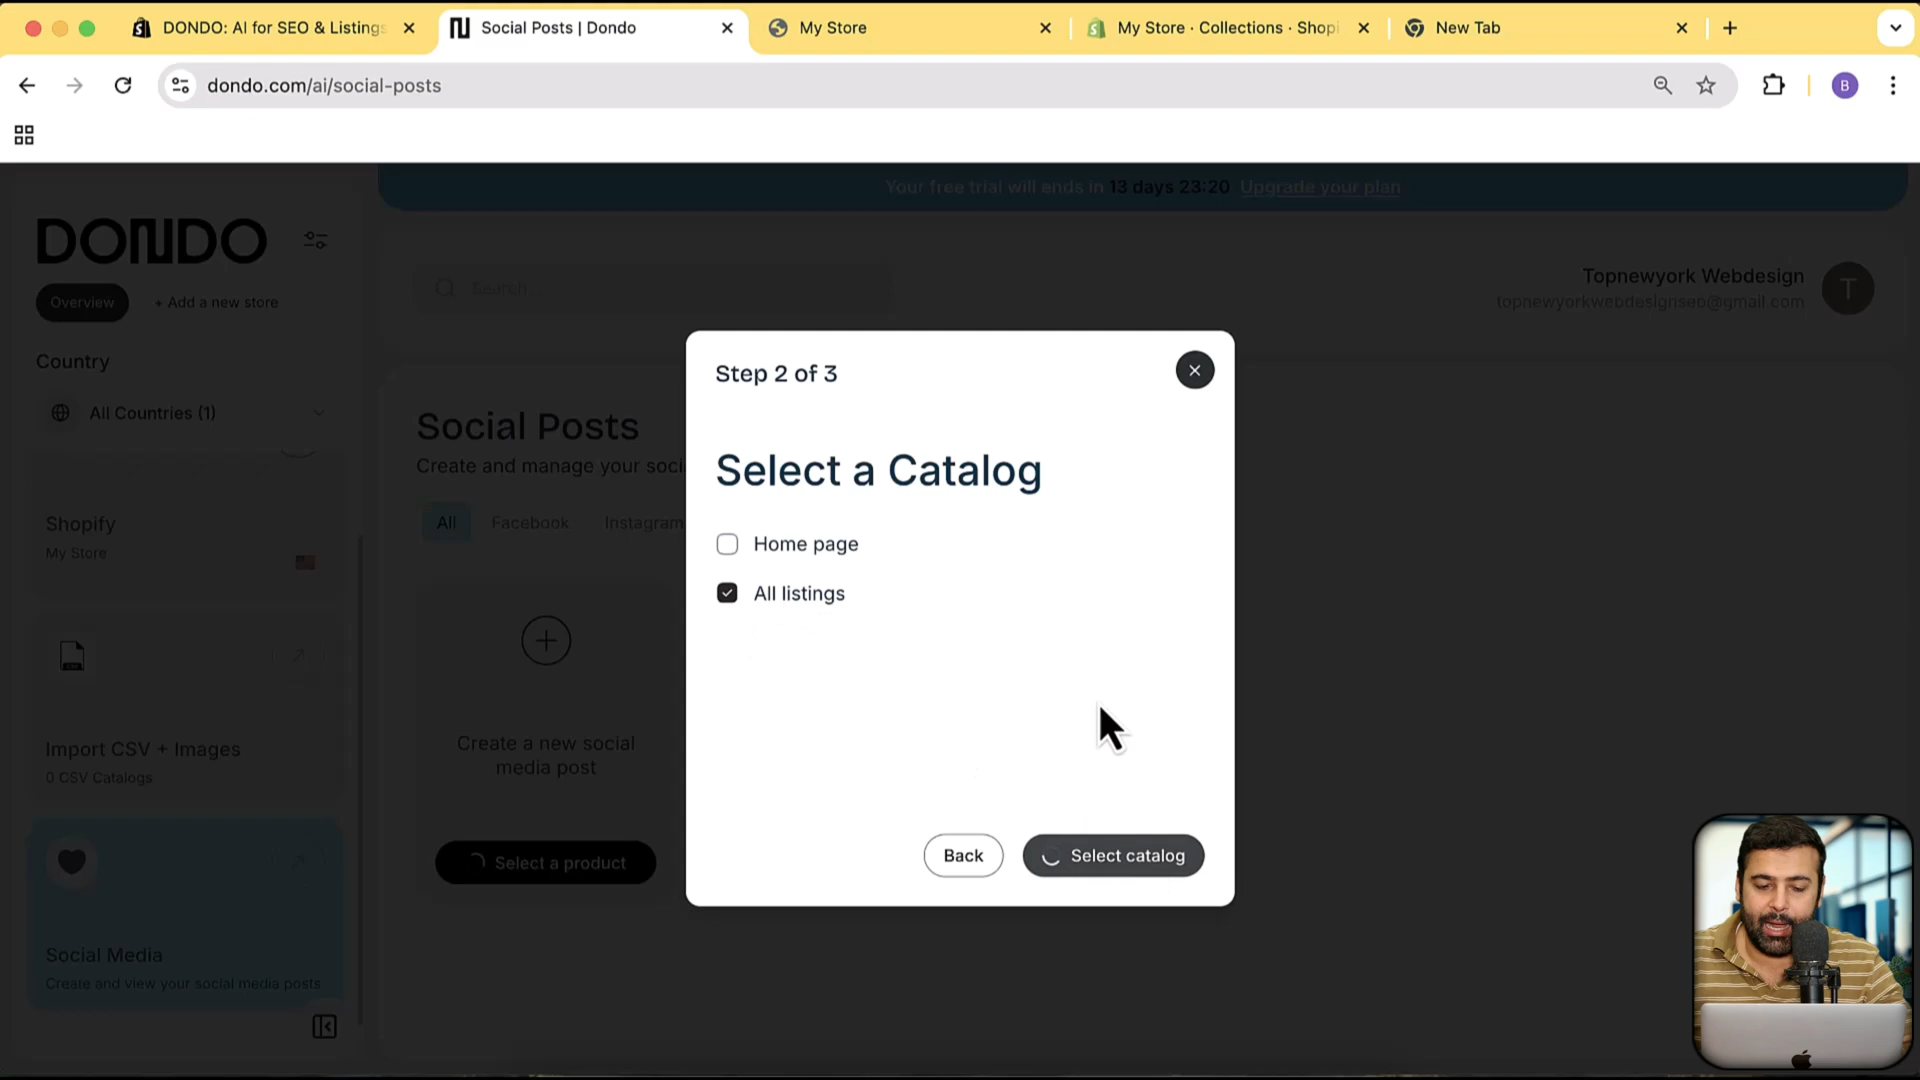 DONDO: AI for SEO & Listings
Social Posts | Dondo
My Store
My Store · Collections · Shopi
New Tab
dondo.com/ai/social-posts
B
Your free trial will ends in 13 days 23:20 Upgrade your plan
DONDO
Overview
+ Add a new store
Search...
Topnewyork Webdesign
topnewyorkwebdesignseo@gmail.com
T
Country
All Countries (1)
Shopify
My Store
Import CSV + Images
0 CSV Catalogs
Social Media
Create and view your social media posts
Social Posts
Create and manage your soci
All
Facebook
Instagram
Create a new social
media post
Select a product
Step 2 of 3
Select a Catalog
Home page
All listings
Back
Select catalog